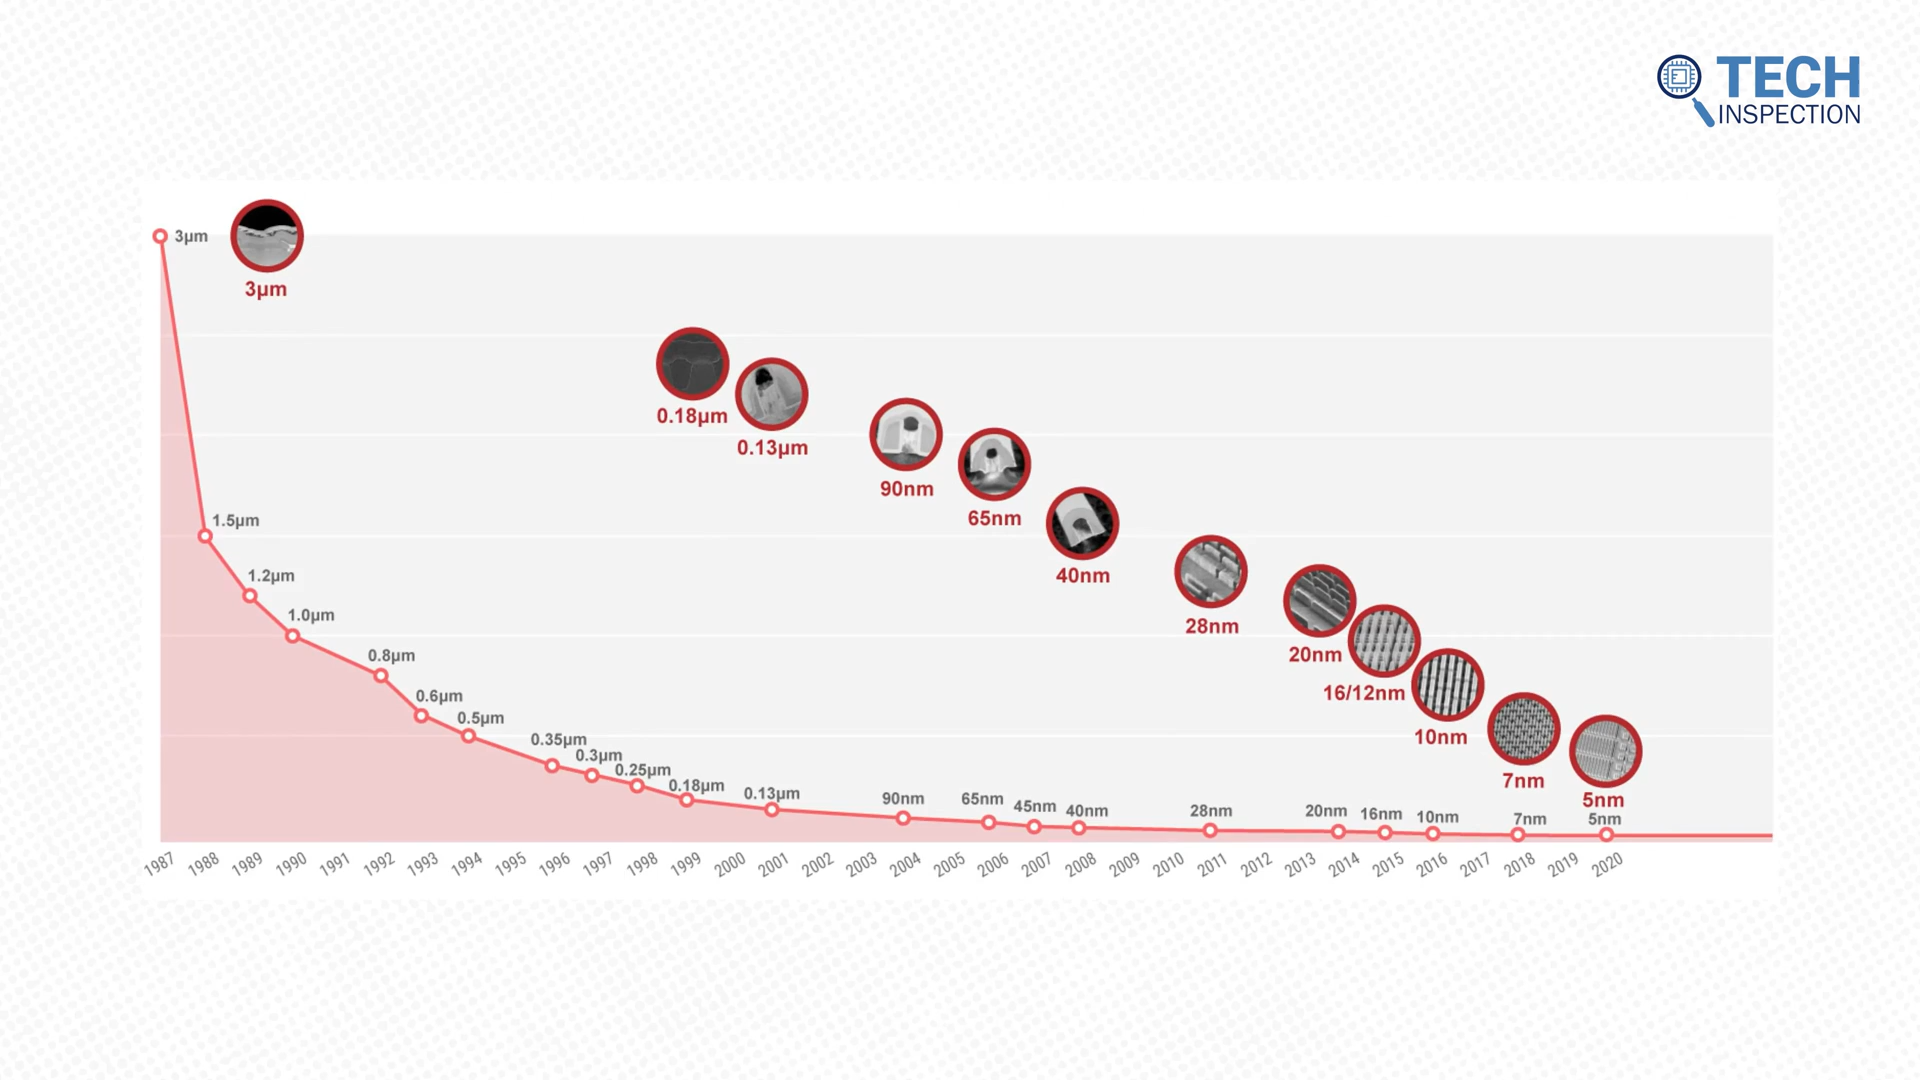 TECH
INSPECTION
3µm
3µm
0.18µm
0.13µm
90nm
65nm
40nm
28nm
20nm
16/12nm
10nm
7nm
5nm
1.5µm
1.2µm
1.0µm
0.8µm
0.6µm
0.5µm
0.35µm
0.3µm
0.25µm
0.18µm
0.13µm
90nm
65nm
45nm
40nm
28nm
20nm
16nm
10nm
7nm
5nm
1987
1988
1989
1990
1991
1992
1993
1994
1995
1996
1997
1998
1999
2000
2001
2002
2003
2004
2005
2006
2007
2008
2009
2010
2011
2012
2013
2014
2015
2016
2017
2018
2019
2020